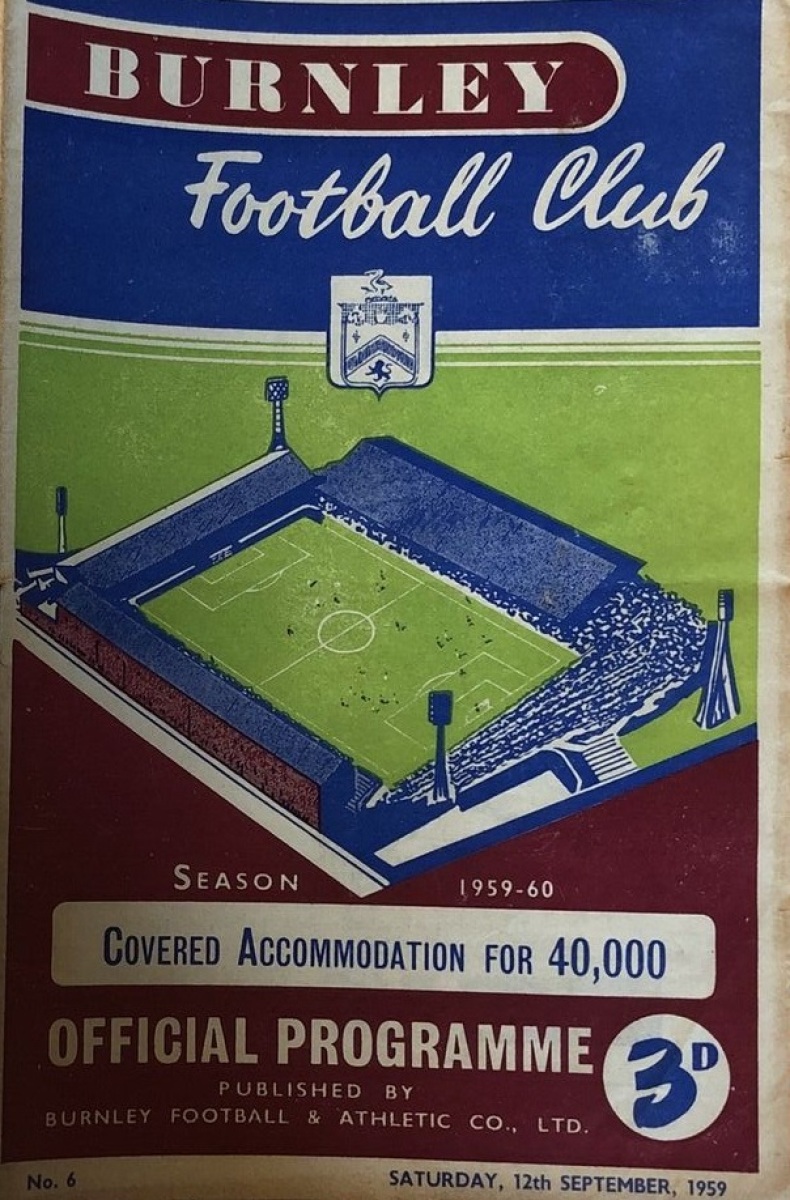 BURNLEY
Football Club
SEASON 1959-60
COVERED ACCOMMODATION FOR 40,000
OFFICIAL PROGRAMME 3D
PUBLISHED BY
BURNLEY FOOTBALL & ATHLETIC CO., LTD.
No. 6 SATURDAY, 12th SEPTEMBER, 1959